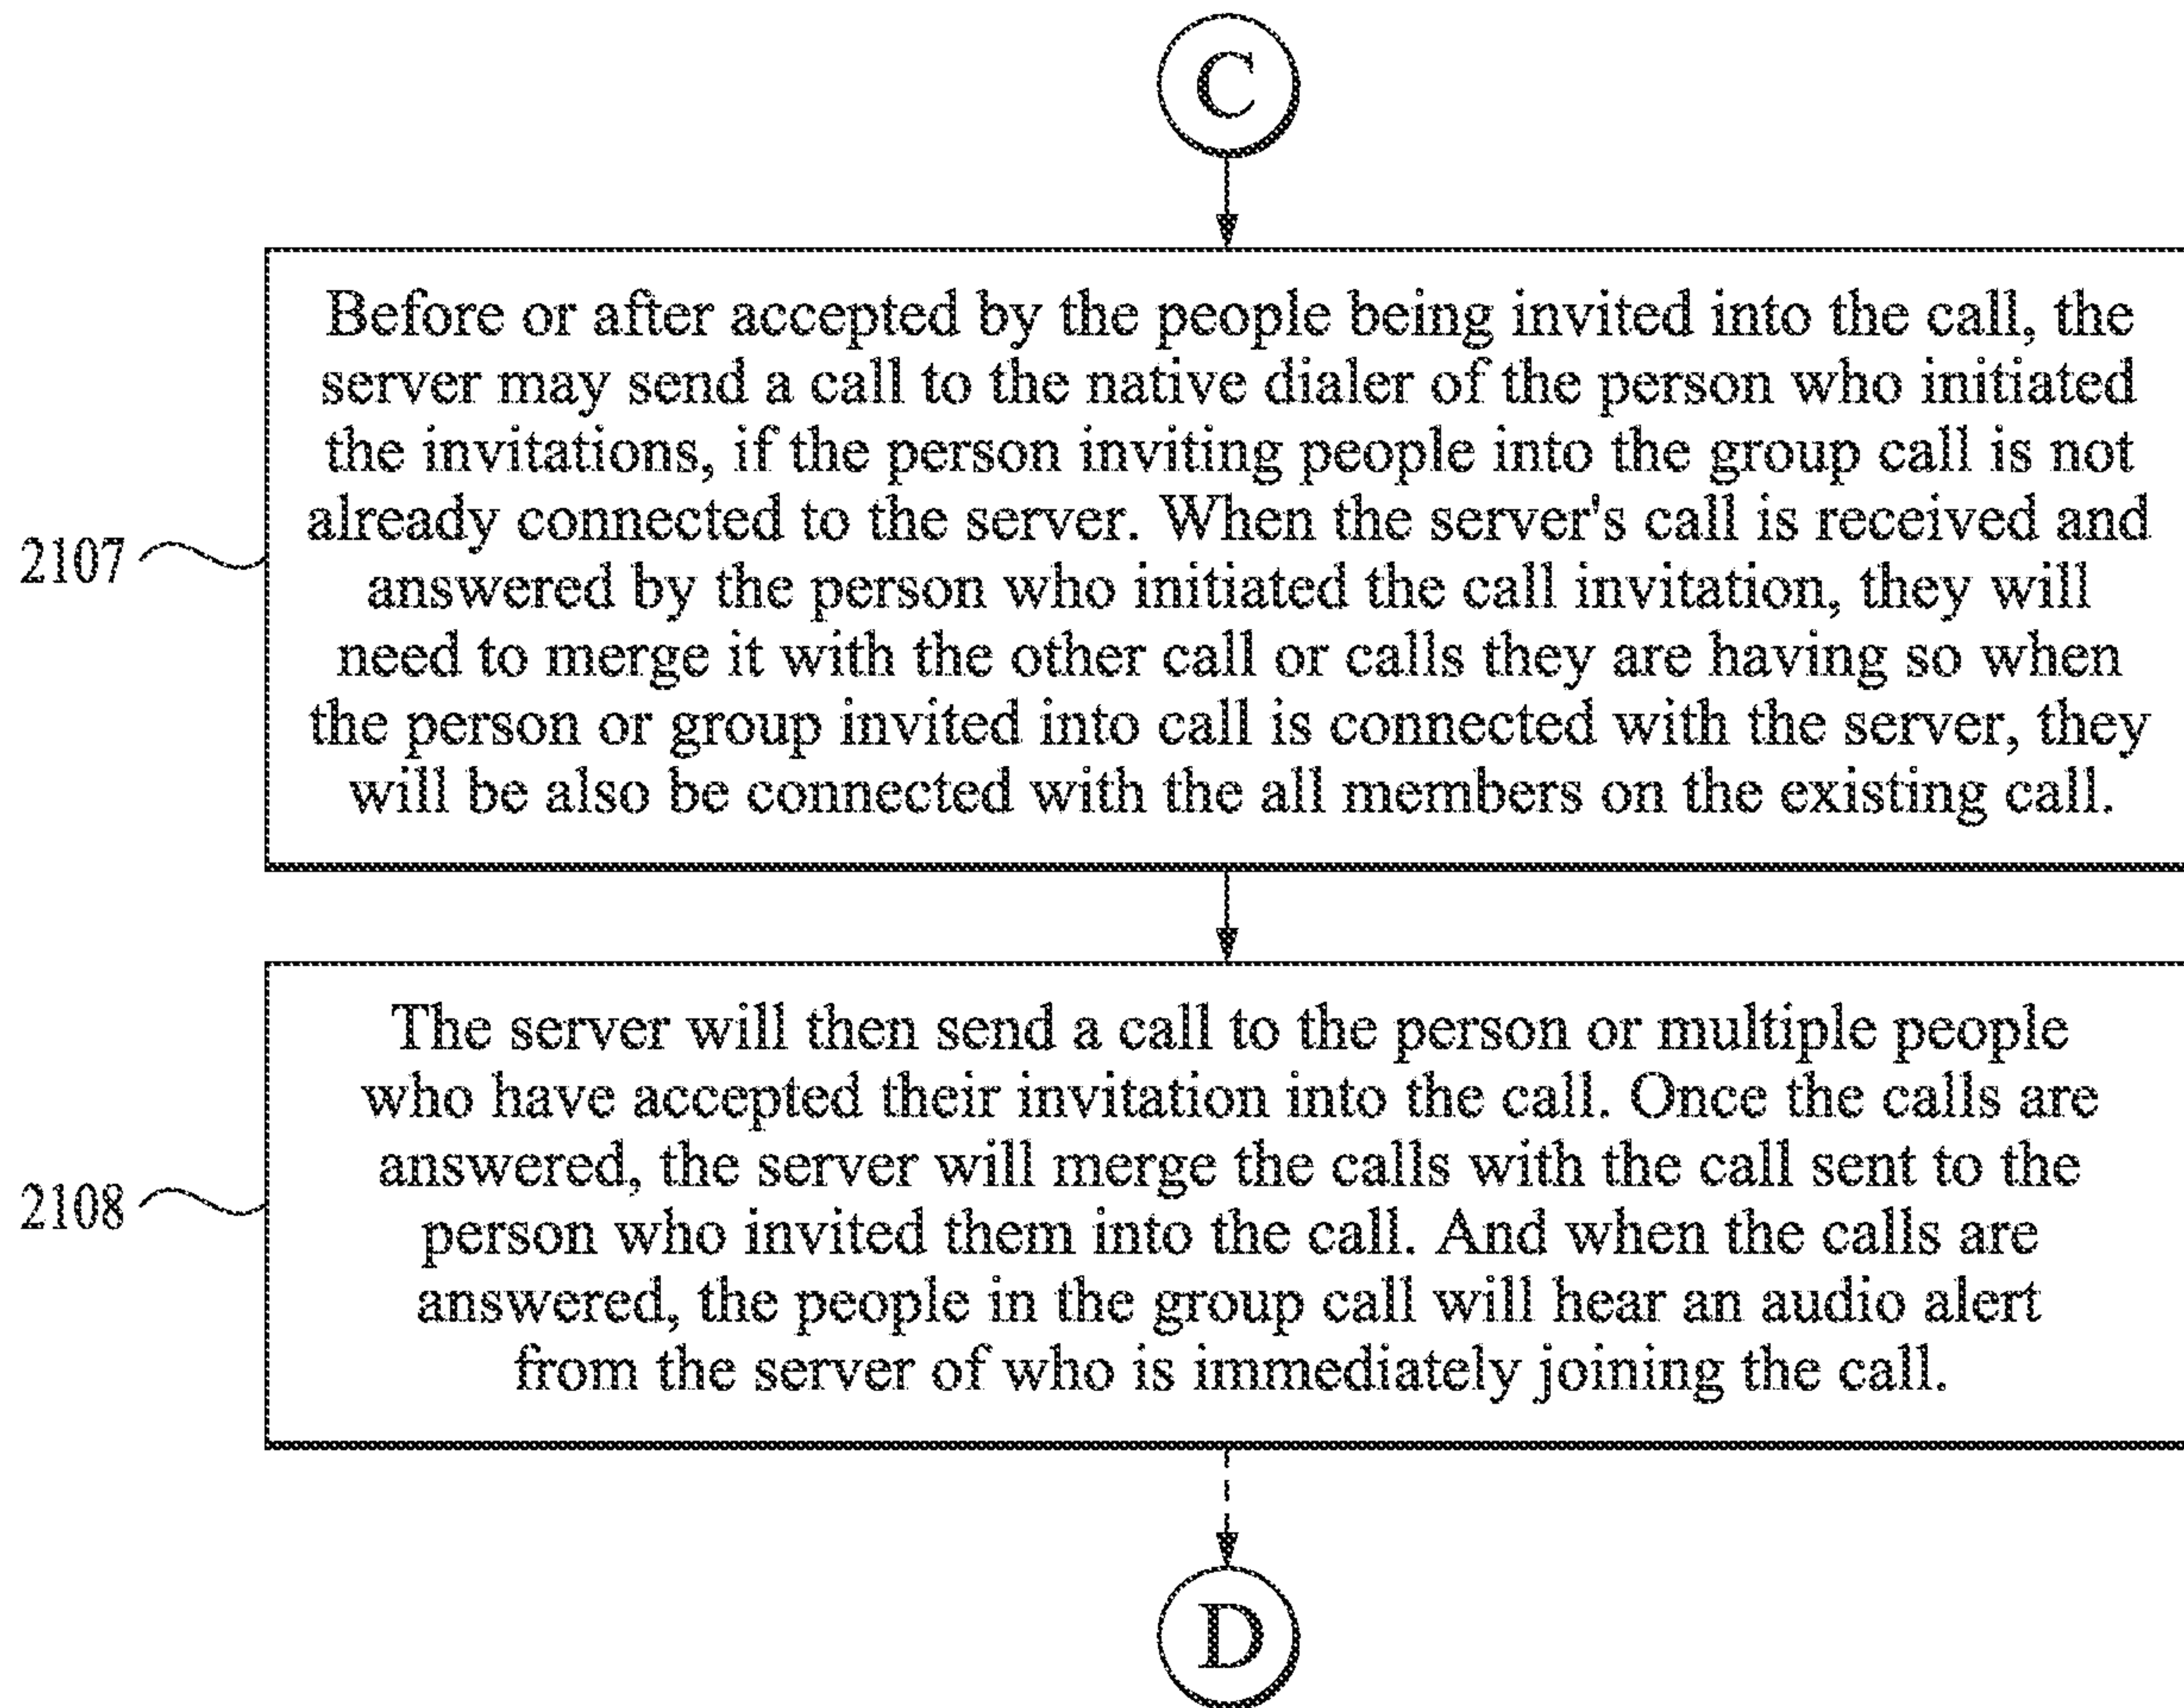 C
Before or after accepted by the people being invited into the call, the
server may send a call to the native dialer of the person who initiated
the invitations, if the person inviting people into the group call is not
already connected to the server. When the server's call is received and
answered by the person who initiated the call invitation, they will
need to merge it with the other call or calls they are having so when
the person or group invited into call is connected with the server, they
will be also be connected with the all members on the existing call.
2107
The server will then send a call to the person or multiple people
who have accepted their invitation into the call. Once the calls are
answered, the server will merge the calls with the call sent to the
person who invited them into the call. And when the calls are
answered, the people in the group call will hear an audio alert
from the server of who is immediately joining the call.
2108
D